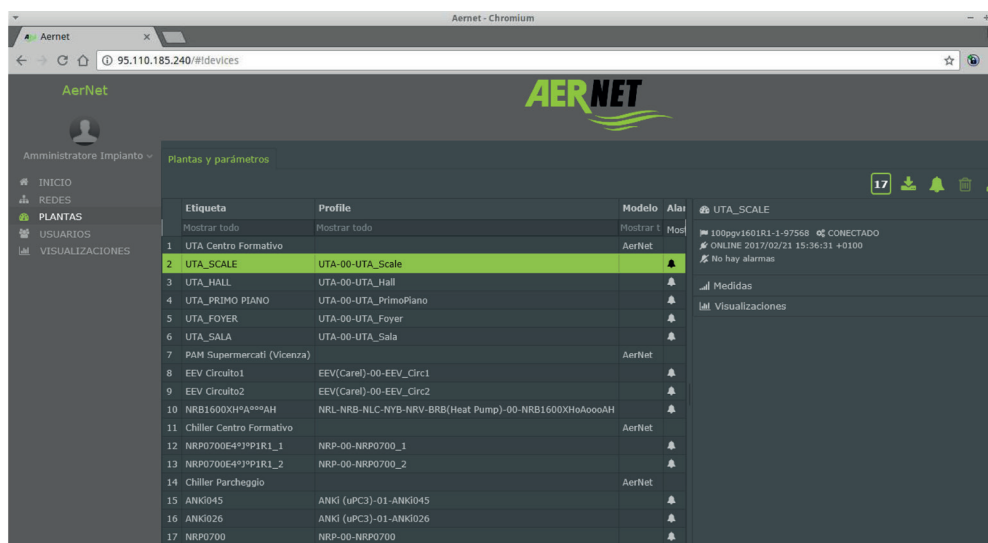 Aernet - Chromium
Aernet
95.110.185.240/#!devices
AerNet
AERNET
Amministratore Impianto
Plantas y parámetros
INICIO
REDES
PLANTAS
USUARIOS
VISUALIZACIONES
17
Etiqueta Profile Modelo Alar
Mostrar todo Mostrar todo Mostrar t Most
1 UTA Centro Formativo AerNet
2 UTA_SCALE UTA-00-UTA_Scale
3 UTA_HALL UTA-00-UTA_Hall
4 UTA_PRIMO PIANO UTA-00-UTA_PrimoPiano
5 UTA_FOYER UTA-00-UTA_Foyer
6 UTA_SALA UTA-00-UTA_Sala
7 PAM Supermercati (Vicenza) AerNet
8 EEV Circuito1 EEV(Carel)-00-EEV_Circ1
9 EEV Circuito2 EEV(Carel)-00-EEV_Circ2
10 NRB1600XH°A°°°AH NRL-NRB-NLC-NYB-NRV-BRB(Heat Pump)-00-NRB1600XHoAoooAH
11 Chiller Centro Formativo AerNet
12 NRP0700E4°J°P1R1_1 NRP-00-NRP0700_1
13 NRP0700E4°J°P1R1_2 NRP-00-NRP0700_2
14 Chiller Parcheggio AerNet
15 ANKi045 ANKi (uPC3)-01-ANKi045
16 ANKi026 ANKi (uPC3)-01-ANKi026
17 NRP0700 NRP-00-NRP0700
UTA_SCALE
100pgv1601R1-1-97568 CONECTADO
ONLINE 2017/02/21 15:36:31 +0100
No hay alarmas
Medidas
Visualizaciones